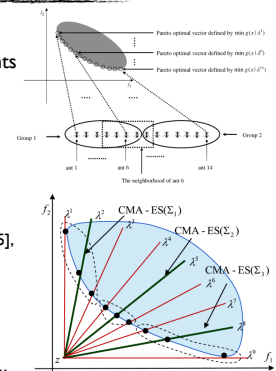 f₂
Pareto optimal vector defined by min g(x | λ¹)
Pareto optimal vector defined by min g(x | λ⁶)
Pareto optimal vector defined by min g(x | λ¹⁴)
f₁
nts
Group 1
Group 2
ant 1
ant 6
ant 14
The neighborhood of ant 6
5],
f₂
λ¹
λ²
CMA - ES(Σ₁)
CMA - ES(Σ₂)
λ⁴
λ⁵
CMA - ES(Σ₃)
λ⁶
λ⁷
λ⁸
λ⁹
f₁